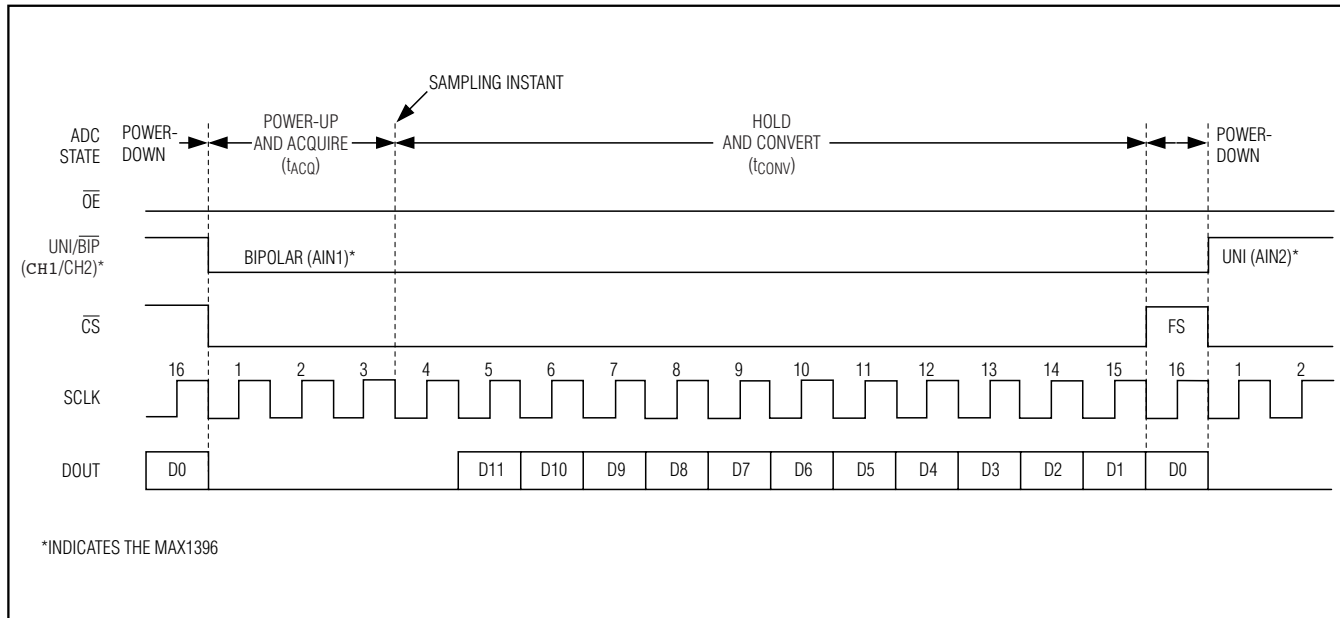 SAMPLING INSTANT
ADC STATE
POWER-DOWN
POWER-UP
AND ACQUIRE
(tACQ)
HOLD
AND CONVERT
(tCONV)
POWER-DOWN
OE
UNI/BIP
(CH1/CH2)*
BIPOLAR (AIN1)*
UNI (AIN2)*
CS
FS
16 1 2 3 4 5 6 7 8 9 10 11 12 13 14 15 16 1 2
SCLK
DOUT
D0 D11 D10 D9 D8 D7 D6 D5 D4 D3 D2 D1 D0
*INDICATES THE MAX1396